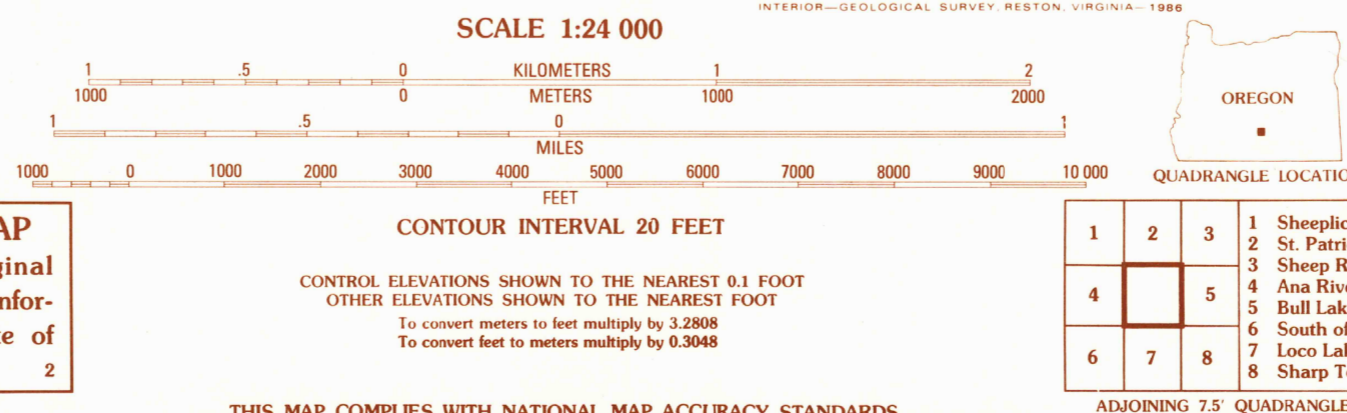 INTERIOR—GEOLOGICAL SURVEY, RESTON, VIRGINIA—1986
SCALE 1:24 000
1 .5 0 KILOMETERS 1 2
1000 0 METERS 1000 2000
1 .5 0 1
MILES
1000 0 1000 2000 3000 4000 5000 6000 7000 8000 9000 10 000
FEET
CONTOUR INTERVAL 20 FEET
CONTROL ELEVATIONS SHOWN TO THE NEAREST 0.1 FOOT
OTHER ELEVATIONS SHOWN TO THE NEAREST FOOT
To convert meters to feet multiply by 3.2808
To convert feet to meters multiply by 0.3048
THIS MAP COMPLIES WITH NATIONAL MAP ACCURACY STANDARDS
AP
ginal
nfor-
te of
2
OREGON
QUADRANGLE LOCATIO
1 2 3
4 5
6 7 8
1 Sheeplic
2 St. Patri
3 Sheep R
4 Ana Rive
5 Bull Lak
6 South of
7 Loco Lak
8 Sharp T
ADJOINING 7.5' QUADRANGLE